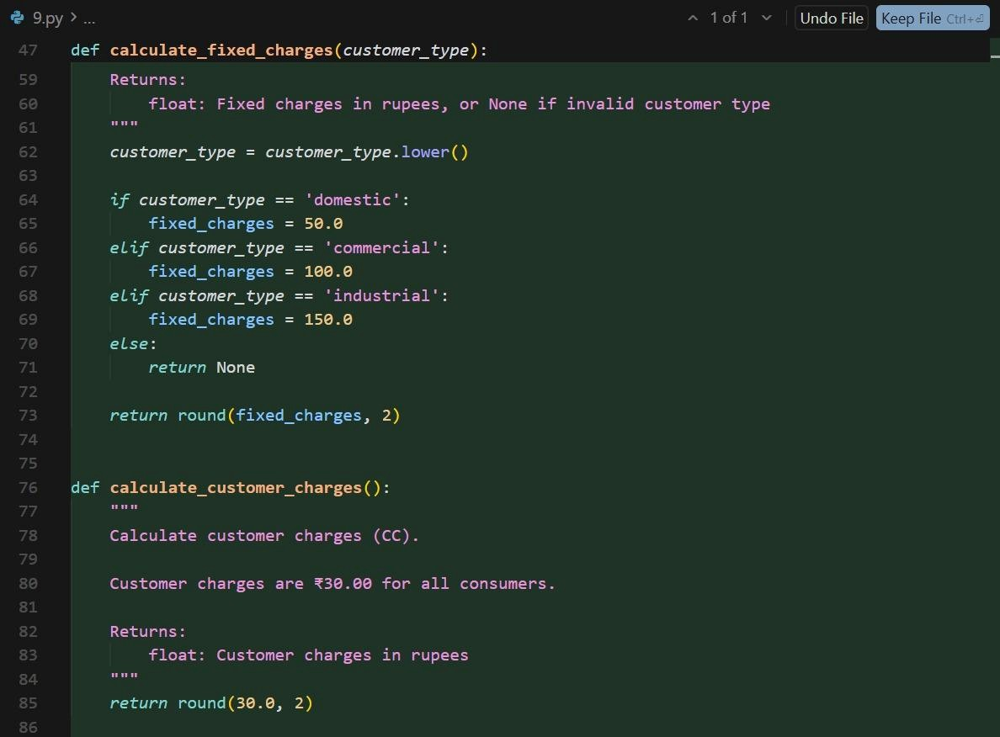 9.py > ...
1 of 1
Undo File
Keep File Ctrl+⏎
47 def calculate_fixed_charges(customer_type):
59     Returns:
60         float: Fixed charges in rupees, or None if invalid customer type
61     """
62     customer_type = customer_type.lower()
63
64     if customer_type == 'domestic':
65         fixed_charges = 50.0
66     elif customer_type == 'commercial':
67         fixed_charges = 100.0
68     elif customer_type == 'industrial':
69         fixed_charges = 150.0
70     else:
71         return None
72
73     return round(fixed_charges, 2)
74
75
76 def calculate_customer_charges():
77     """
78     Calculate customer charges (CC).
79
80     Customer charges are ₹30.00 for all consumers.
81
82     Returns:
83         float: Customer charges in rupees
84     """
85     return round(30.0, 2)
86